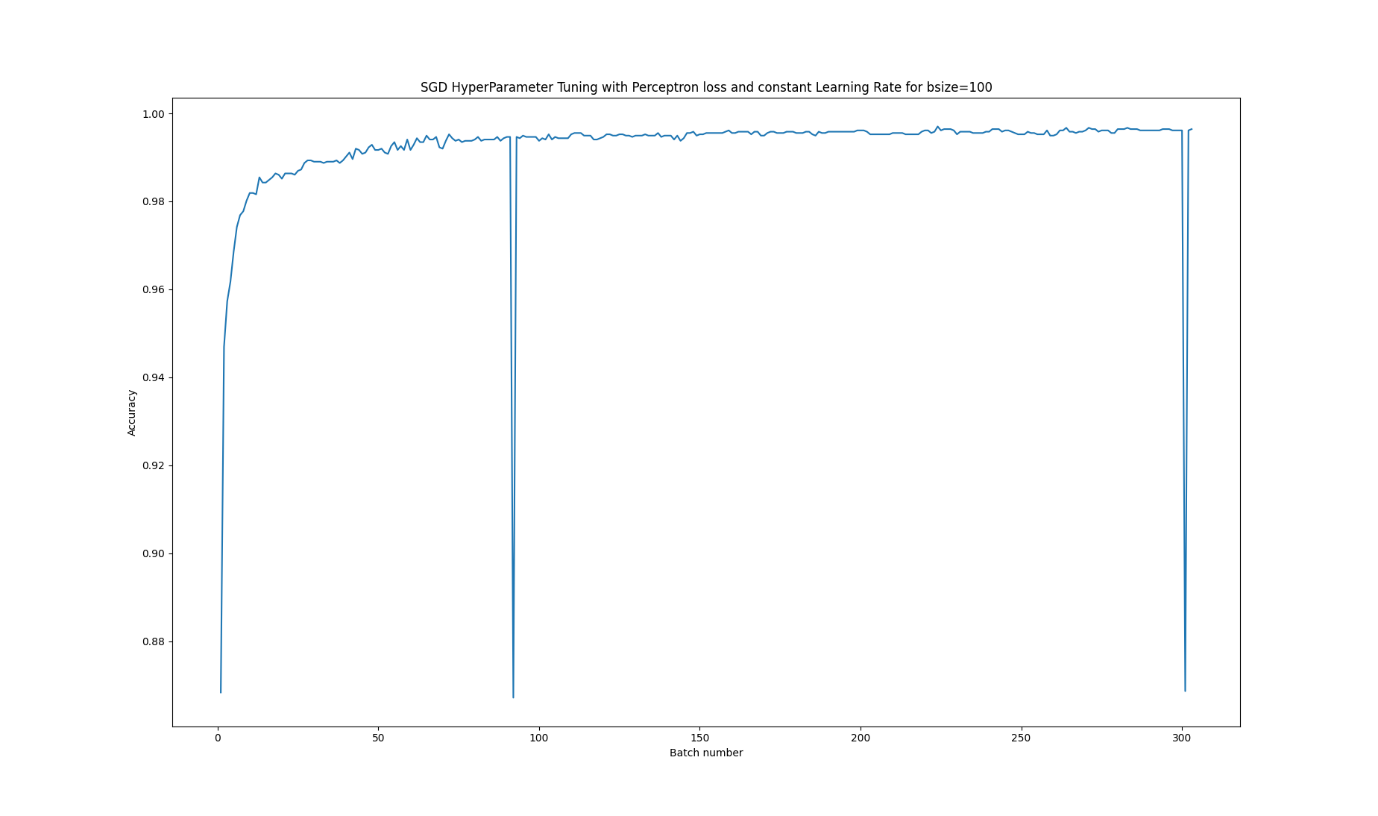 SGD HyperParameter Tuning with Perceptron loss and constant Learning Rate for bsize=100
1.00
0.98
0.96
0.94
0.92
0.90
0.88
Accuracy
0 50 100 150 200 250 300
Batch number